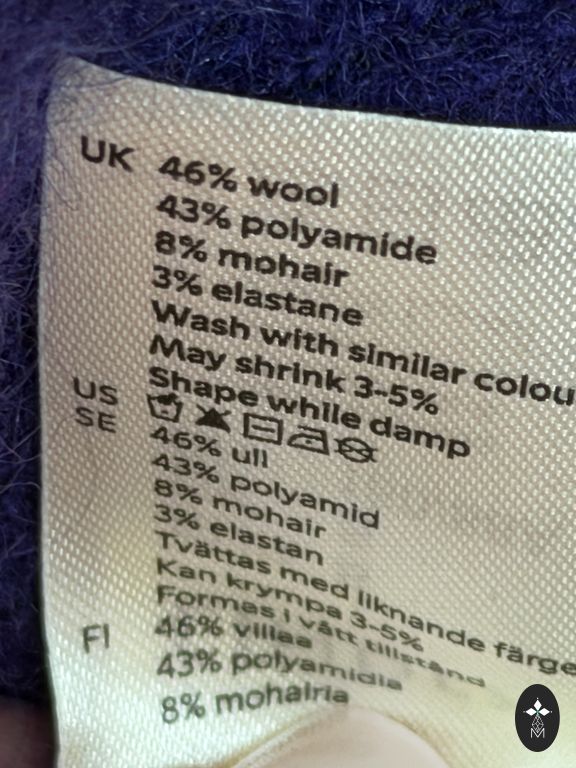 UK 46% wool
43% polyamide
8% mohair
3% elastane
Wash with similar colou
May shrink 3-5%
Shape while damp
US
SE 46% ull
43% polyamid
8% mohair
3% elastan
Tvättas med liknande färge
Kan krympa 3-5%
Formas i vått tillstånd
FI 46% villaa
43% polyamidia
8% mohairia